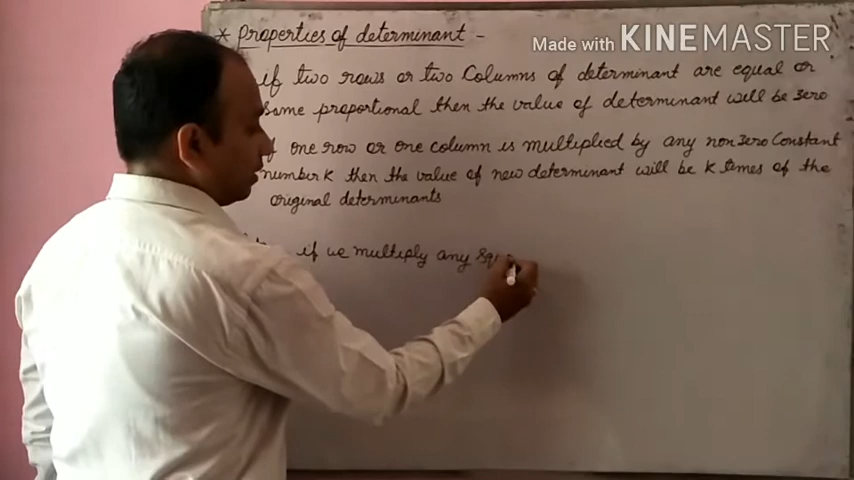 * Properties of determinant -
Made with KINEMASTER
if two rows or two Columns of determinant are equal or
same proportional then the value of determinant will be zero
if one row or one column is multiplied by any non zero Constant
number K then the value of new determinant will be K times of the
original determinants
if we multiply any squ